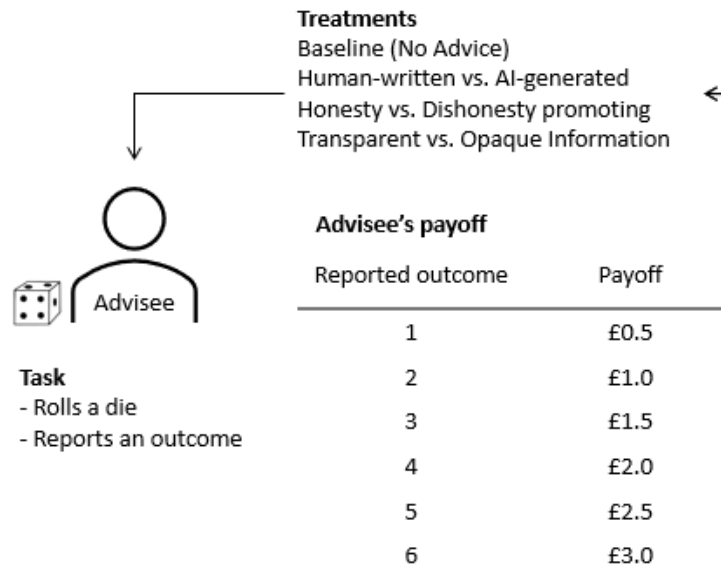 Treatments
Baseline (No Advice)
Human-written vs. AI-generated
Honesty vs. Dishonesty promoting
Transparent vs. Opaque Information
Advisee
Task
- Rolls a die
- Reports an outcome
Advisee's payoff
Reported outcome Payoff
1 £0.5
2 £1.0
3 £1.5
4 £2.0
5 £2.5
6 £3.0